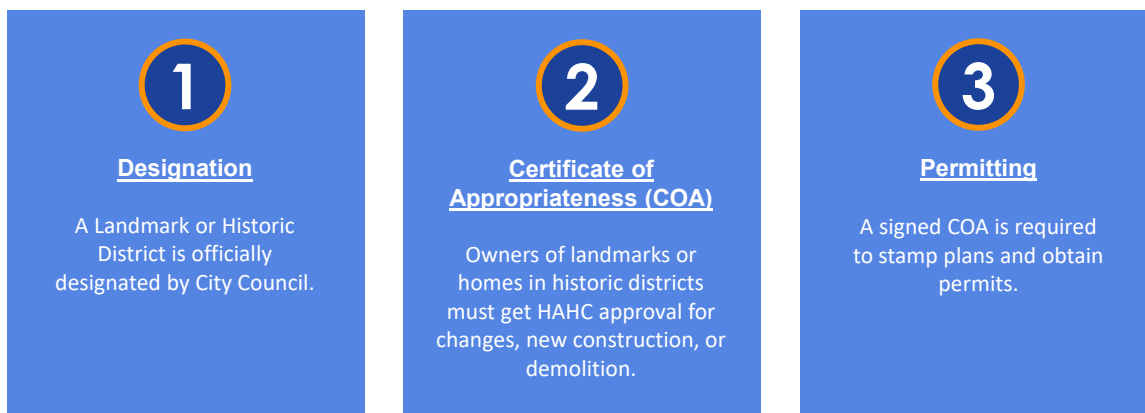 1
Designation
A Landmark or Historic
District is officially
designated by City Council.
2
Certificate of
Appropriateness (COA)
Owners of landmarks or
homes in historic districts
must get HAHC approval for
changes, new construction, or
demolition.
3
Permitting
A signed COA is required
to stamp plans and obtain
permits.